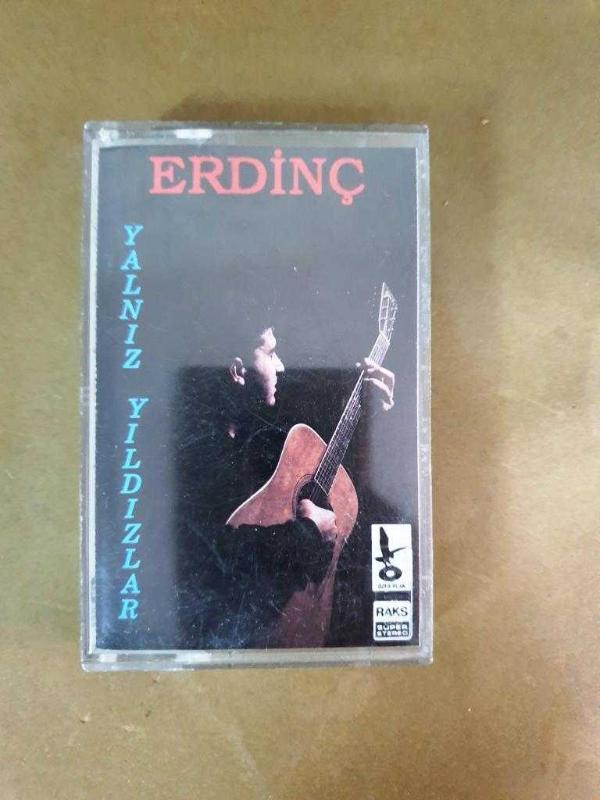 ERDİNÇ
YALNIZ YILDIZLAR
RAKS
SÜPER
STEREO